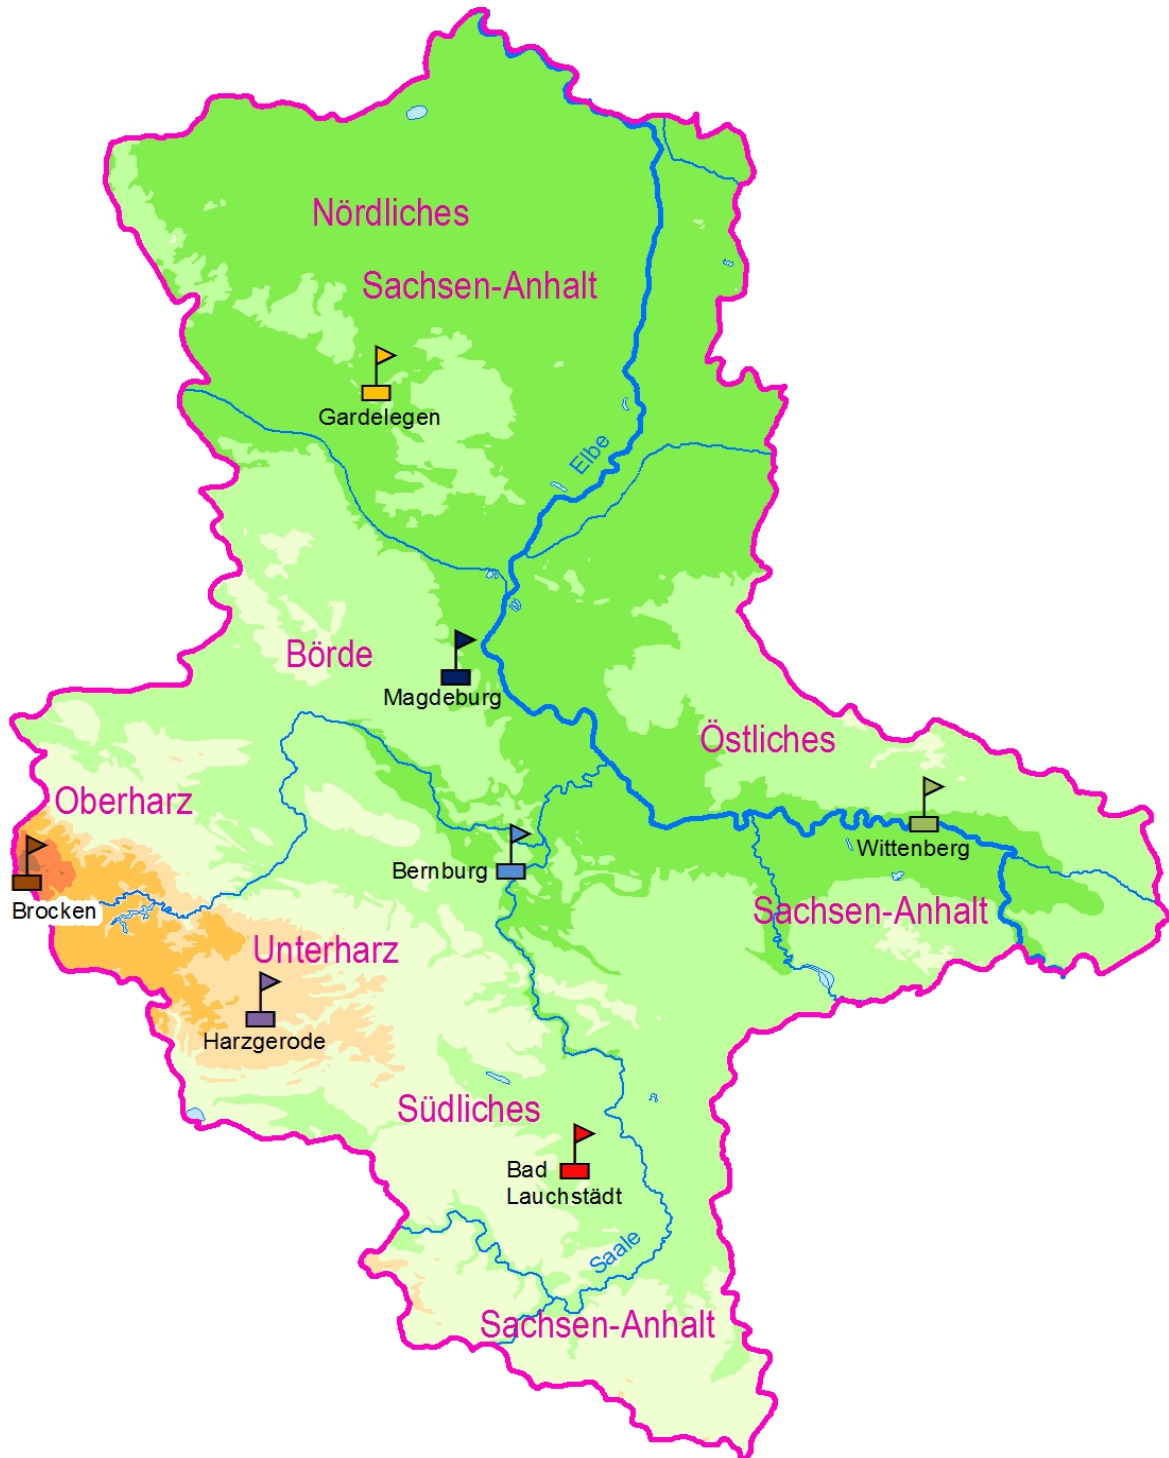 Nördliches
Sachsen-Anhalt
Gardelegen
Elbe
Börde
Magdeburg
Östliches
Oberharz
Wittenberg
Bernburg
Brocken
Sachsen-Anhalt
Unterharz
Harzgerode
Südliches
Bad
Lauchstädt
Saale
Sachsen-Anhalt